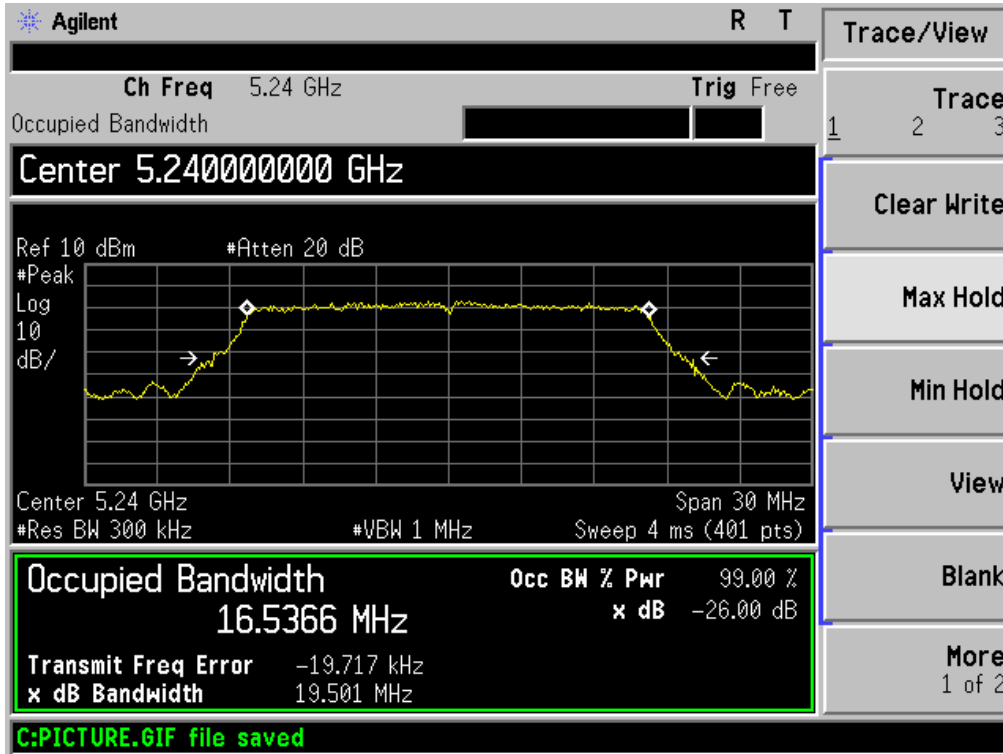 Agilent R T
Ch Freq 5.24 GHz Trig Free
Occupied Bandwidth
Center 5.240000000 GHz
Ref 10 dBm #Atten 20 dB
#Peak
Log
10
dB/
Center 5.24 GHz Span 30 MHz
#Res BW 300 kHz #VBW 1 MHz Sweep 4 ms (401 pts)
Occupied Bandwidth Occ BW % Pwr 99.00 %
16.5366 MHz x dB -26.00 dB
Transmit Freq Error -19.717 kHz
x dB Bandwidth 19.501 MHz
C:PICTURE.GIF file saved
Trace/View
Trace
1 2 3
Clear Write
Max Hold
Min Hold
View
Blank
More
1 of 2